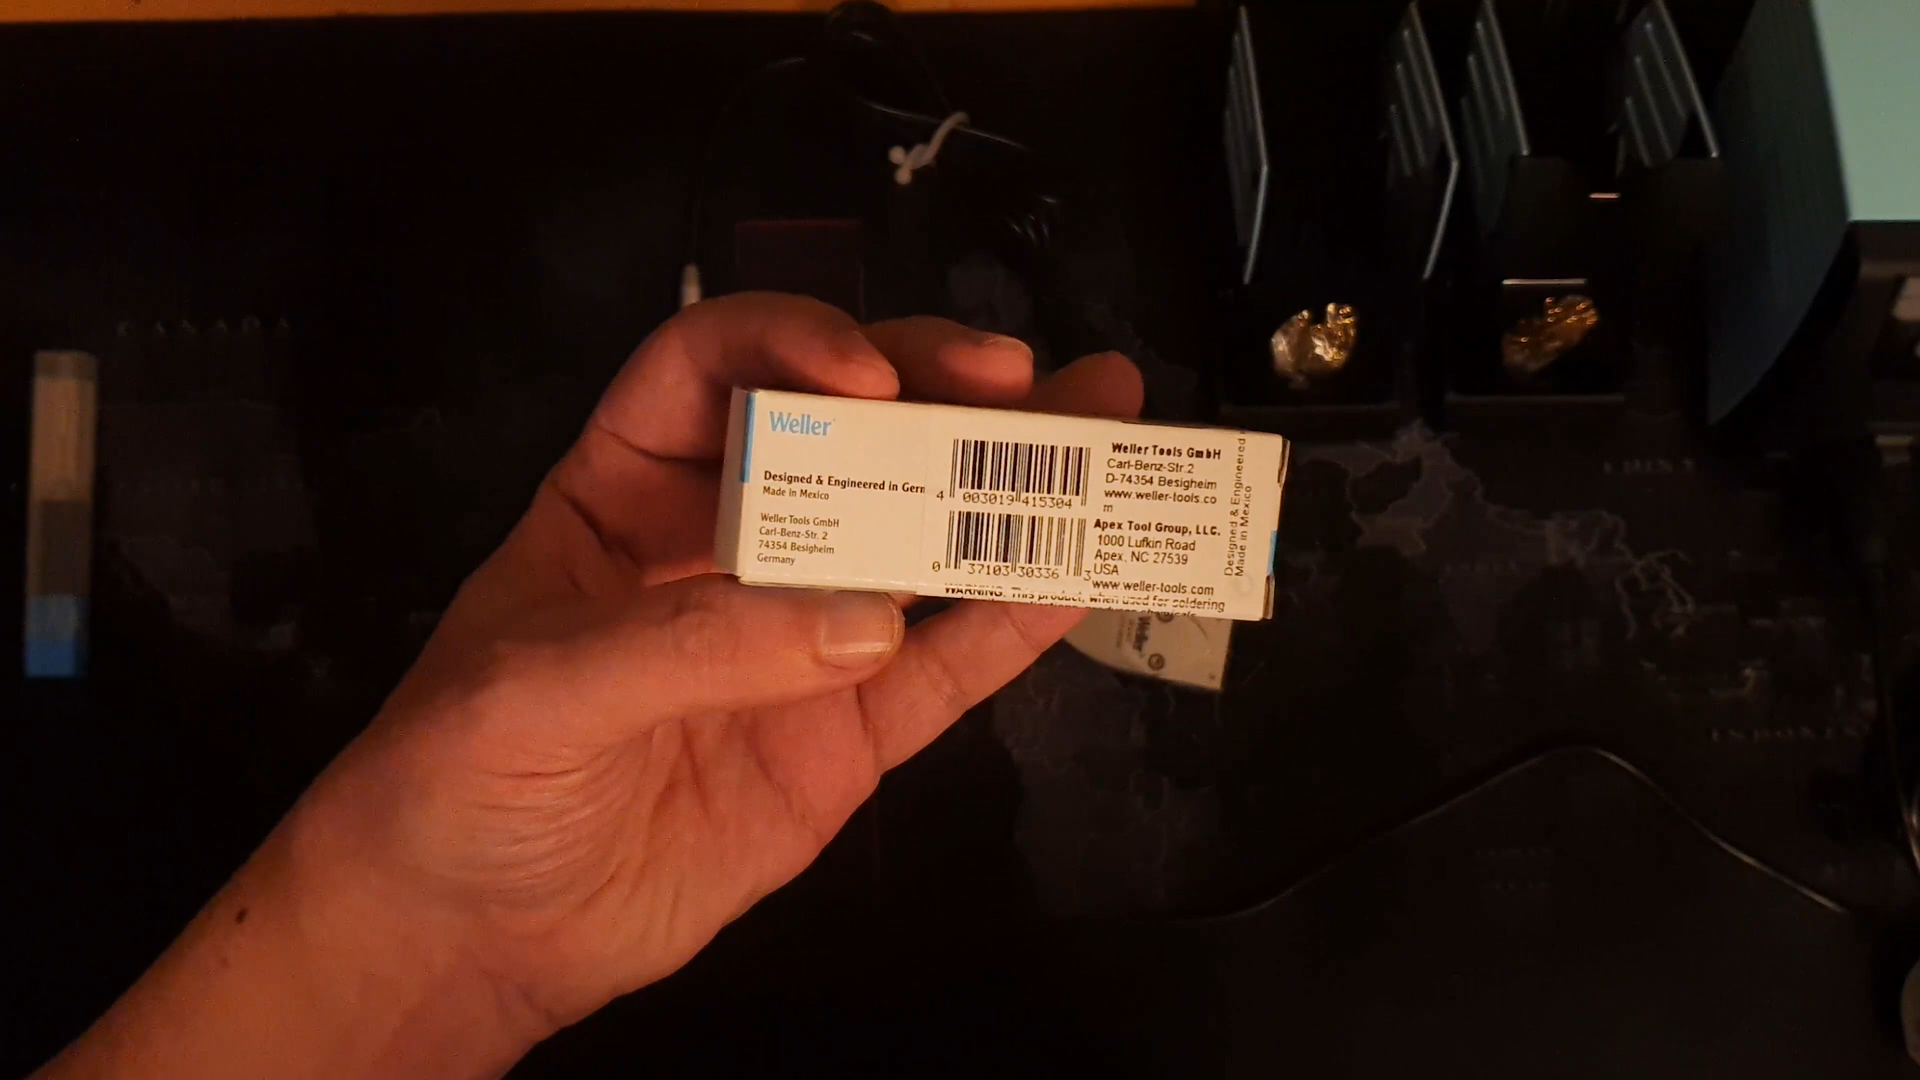 CANADA
Weller
Designed & Engineered in Gern
Made in Mexico
Weller Tools GmbH
Carl-Benz-Str. 2
74354 Besigheim
Germany
4 003019 415304
0 37103 30336 3
Weller Tools GmbH
Carl-Benz-Str.2
D-74354 Besigheim
www.weller-tools.co
m
Apex Tool Group, LLC.
1000 Lufkin Road
Apex, NC 27539
USA
www.weller-tools.com
WARNING: This product, when used for soldering
Designed & Engineered
Made in Mexico
Weller